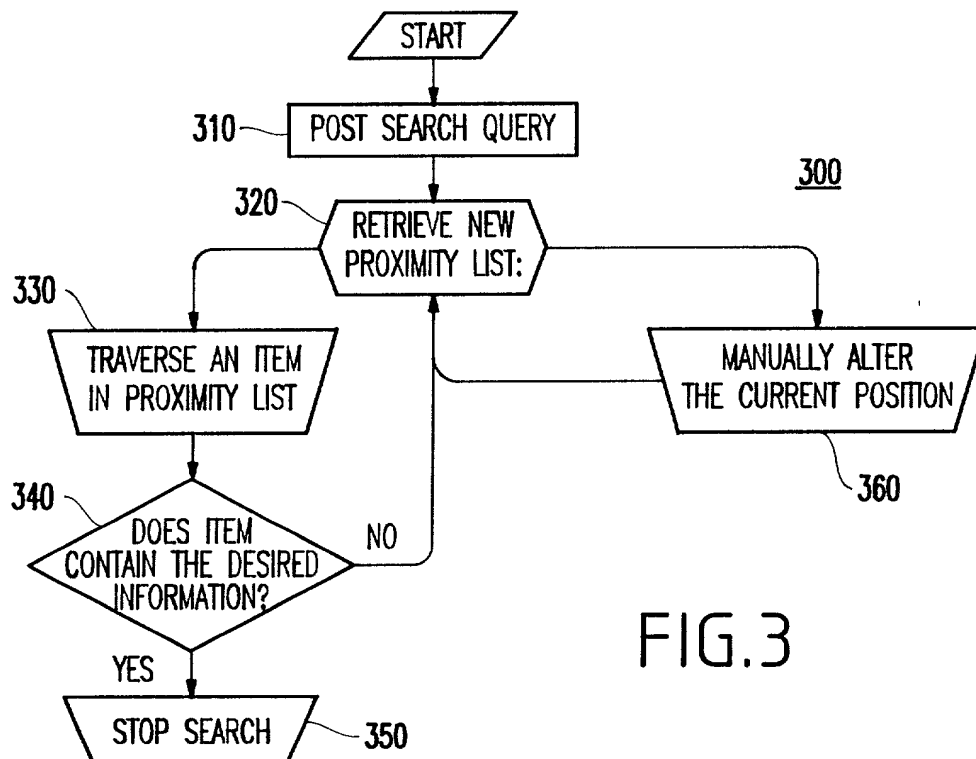 START
310
POST SEARCH QUERY
300
320
RETRIEVE NEW
PROXIMITY LIST:
330
TRAVERSE AN ITEM
IN PROXIMITY LIST
MANUALLY ALTER
THE CURRENT POSITION
360
340
DOES ITEM
CONTAIN THE DESIRED
INFORMATION?
NO
YES
STOP SEARCH
350
FIG.3